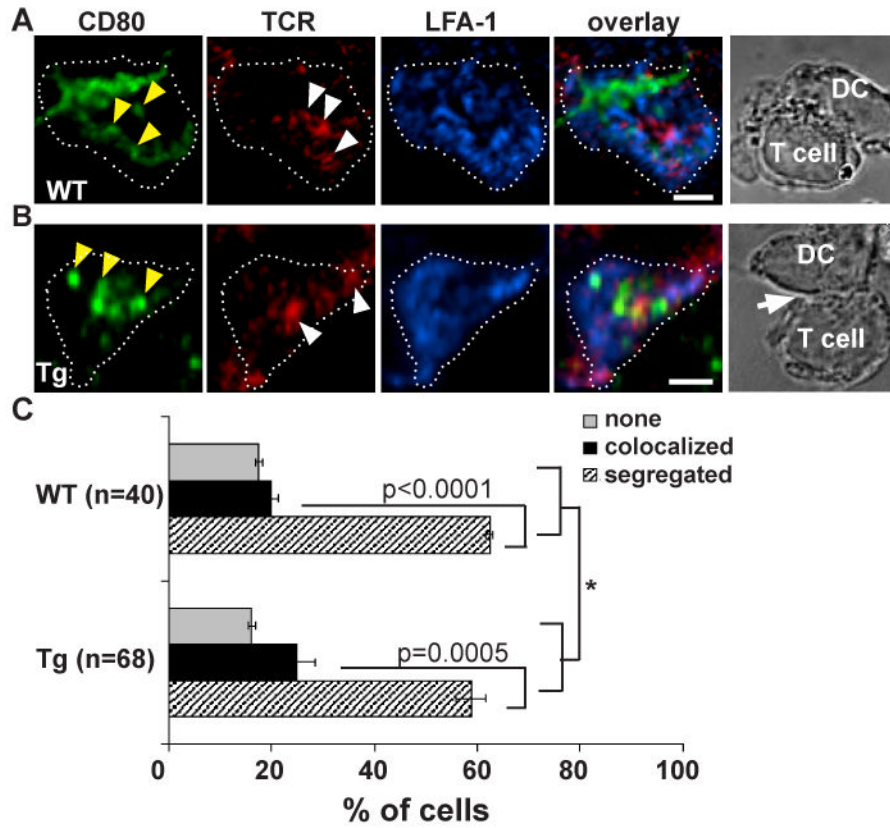 A CD80 TCR LFA-1 overlay
WT
DC
T cell
B
Tg
DC
T cell
C
none
colocalized
segregated
WT (n=40)
p<0.0001
*
Tg (n=68)
p=0.0005
0 20 40 60 80 100
% of cells